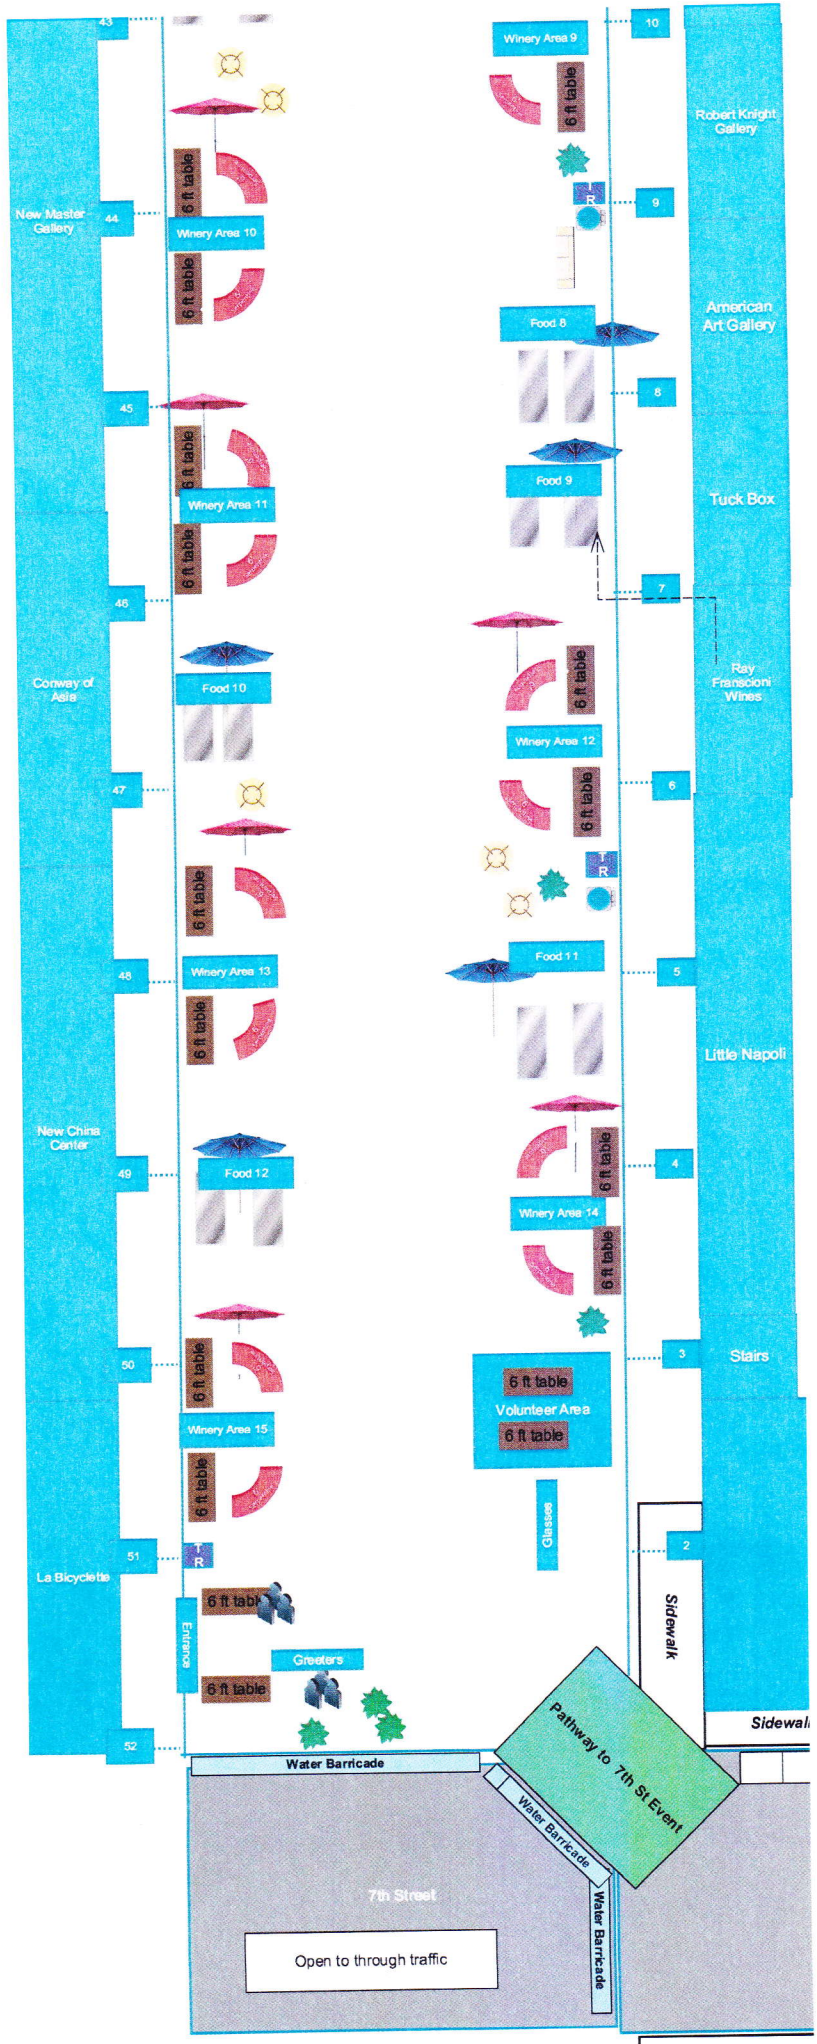 43
10
Winery Area 9
6 ft table
Robert Knight
Gallery
6 ft table
T
R
9
New Master
Gallery
44
Winery Area 10
6 ft table
American
Art Gallery
Food 8
8
45
6 ft table
Food 9
Tuck Box
Winery Area 11
6 ft table
7
46
Conway of
Asia
Food 10
6 ft table
Ray
Franscioni
Wines
Winery Area 12
47
6 ft table
6
T
R
6 ft table
Food 11
48
Winery Area 13
5
6 ft table
Little Napoli
New China
Center
49
Food 12
6 ft table
4
Winery Area 14
6 ft table
50
6 ft table
3
Stairs
6 ft table
Volunteer Area
6 ft table
Winery Area 15
6 ft table
Glasses
51
T
R
2
La Bicyclette
6 ft table
Sidewalk
Entrance
Greeters
6 ft table
52
Sidewal
Pathway to 7th St Event
Water Barricade
Water Barricade
Water Barricade
7th Street
Open to through traffic